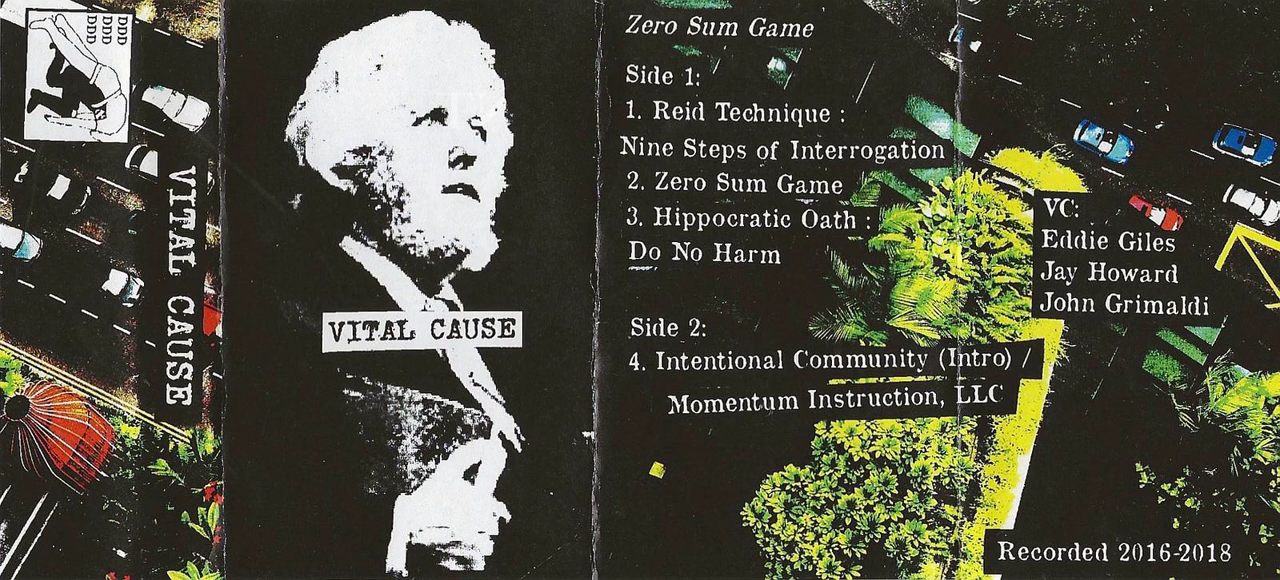 DDD
DDD
DDD
VITAL CAUSE
VITAL CAUSE
Zero Sum Game
Side 1:
1. Reid Technique :
Nine Steps of Interrogation
2. Zero Sum Game
3. Hippocratic Oath :
Do No Harm
Side 2:
4. Intentional Community (Intro) /
Momentum Instruction, LLC
VC:
Eddie Giles
Jay Howard
John Grimaldi
Recorded 2016-2018